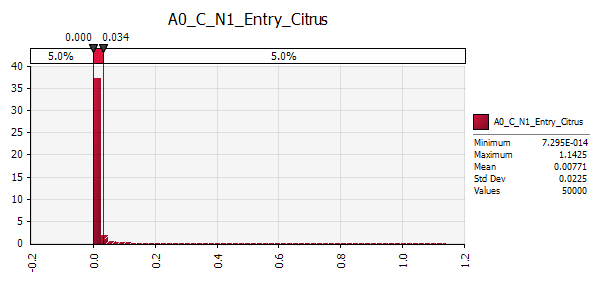 A0_C_N1_Entry_Citrus
0.000 0.034
5.0% 5.0%
40
35
30
25
20
15
10
5
0
-0.2 0.0 0.2 0.4 0.6 0.8 1.0 1.2
A0_C_N1_Entry_Citrus
Minimum 7.295E-014
Maximum 1.1425
Mean 0.00771
Std Dev 0.0225
Values 50000